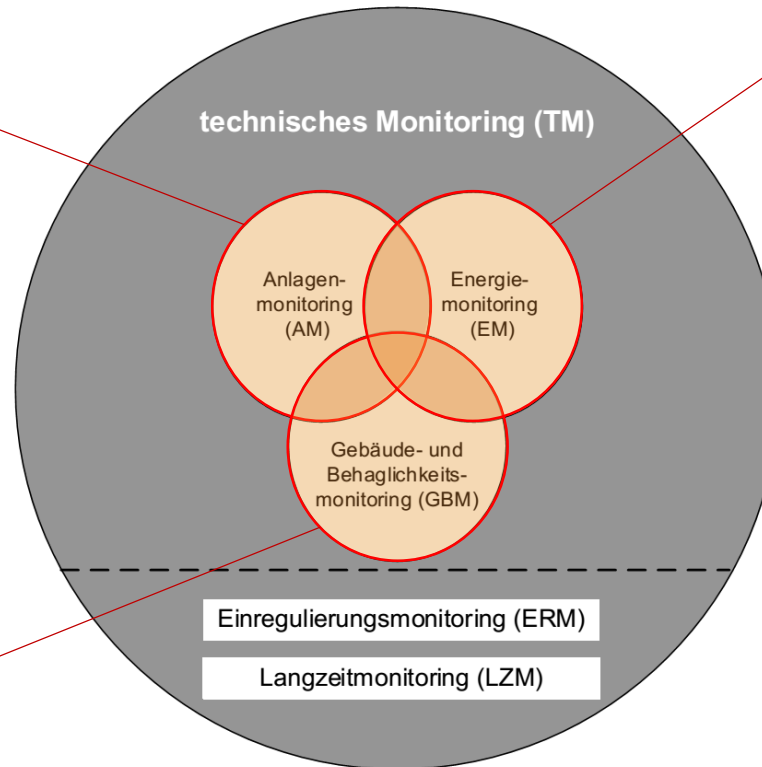 technisches Monitoring (TM)
Anlagen-
monitoring
(AM)
Energie-
monitoring
(EM)
Gebäude- und
Behaglichkeits-
monitoring (GBM)
Einregulierungsmonitoring (ERM)
Langzeitmonitoring (LZM)